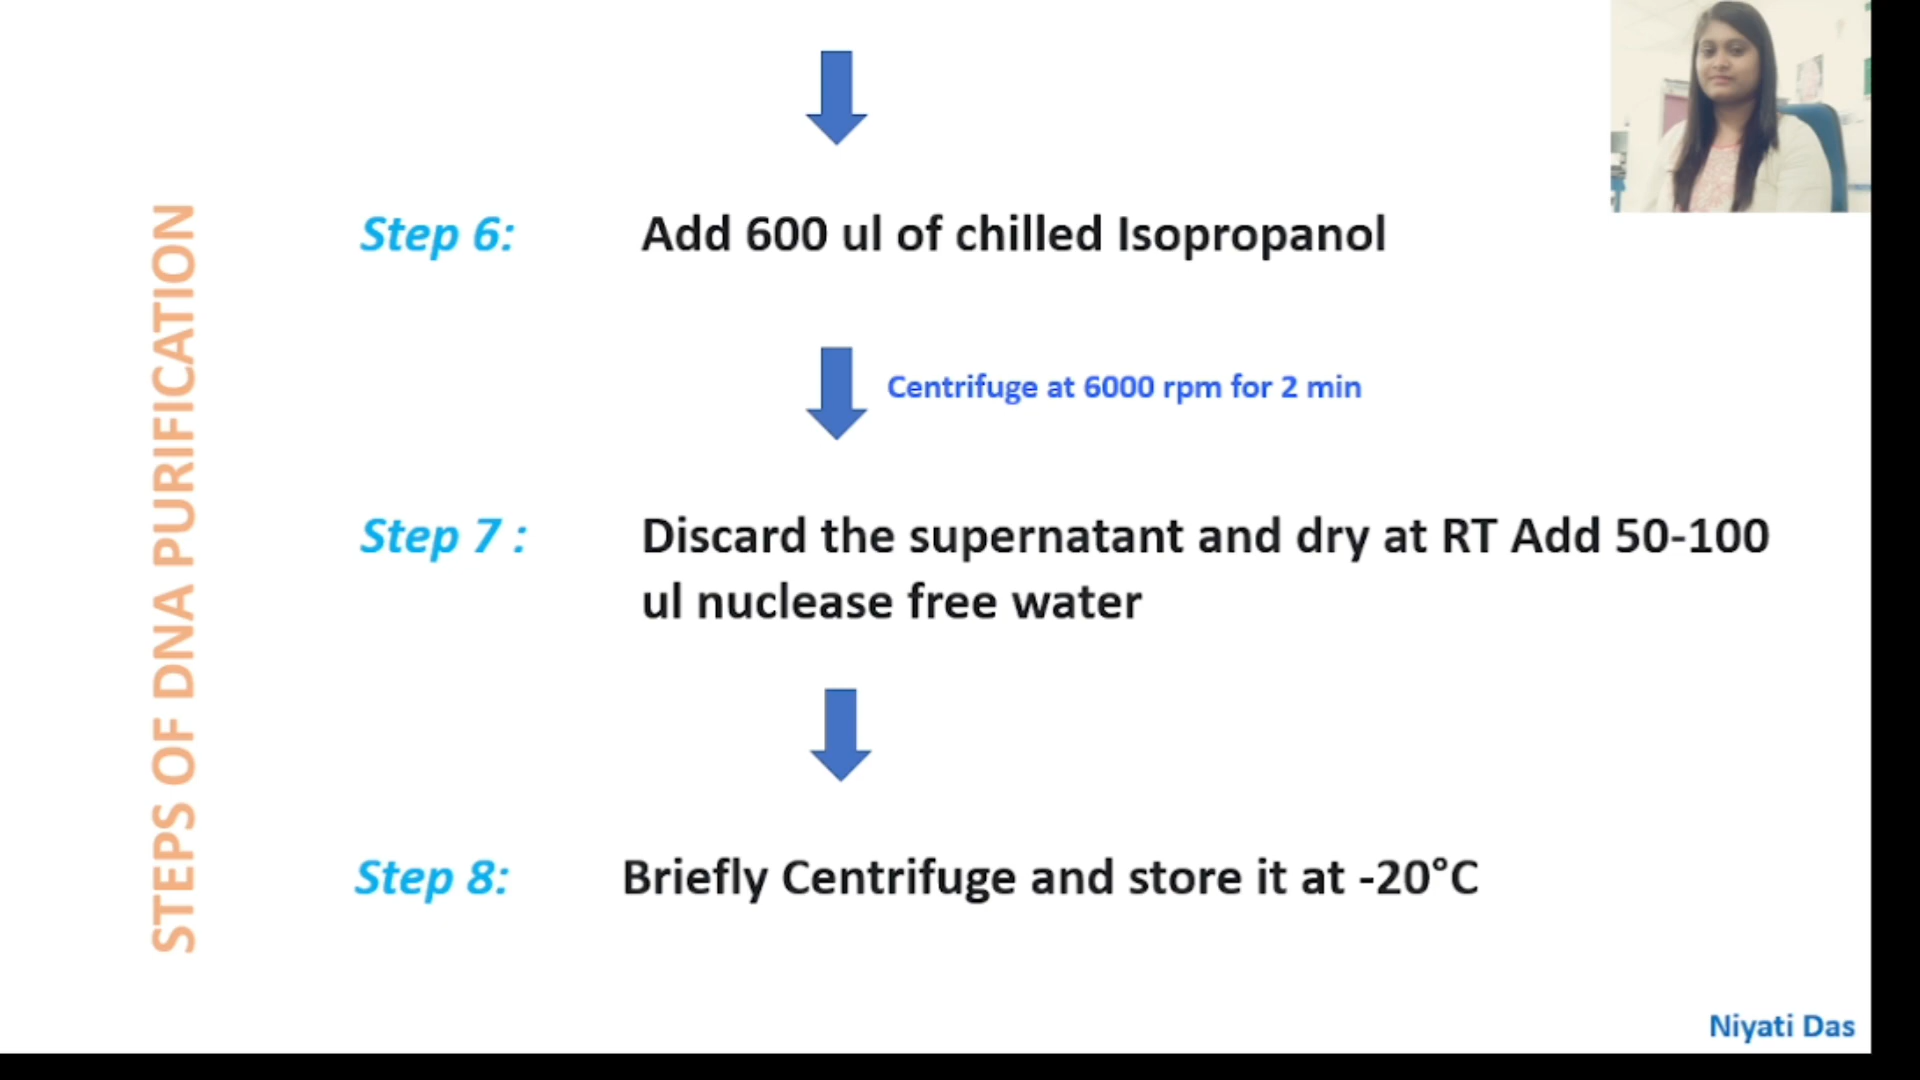 STEPS OF DNA PURIFICATION
Step 6: Add 600 ul of chilled Isopropanol
Centrifuge at 6000 rpm for 2 min
Step 7 : Discard the supernatant and dry at RT Add 50-100
ul nuclease free water
Step 8: Briefly Centrifuge and store it at -20°C
Niyati Das